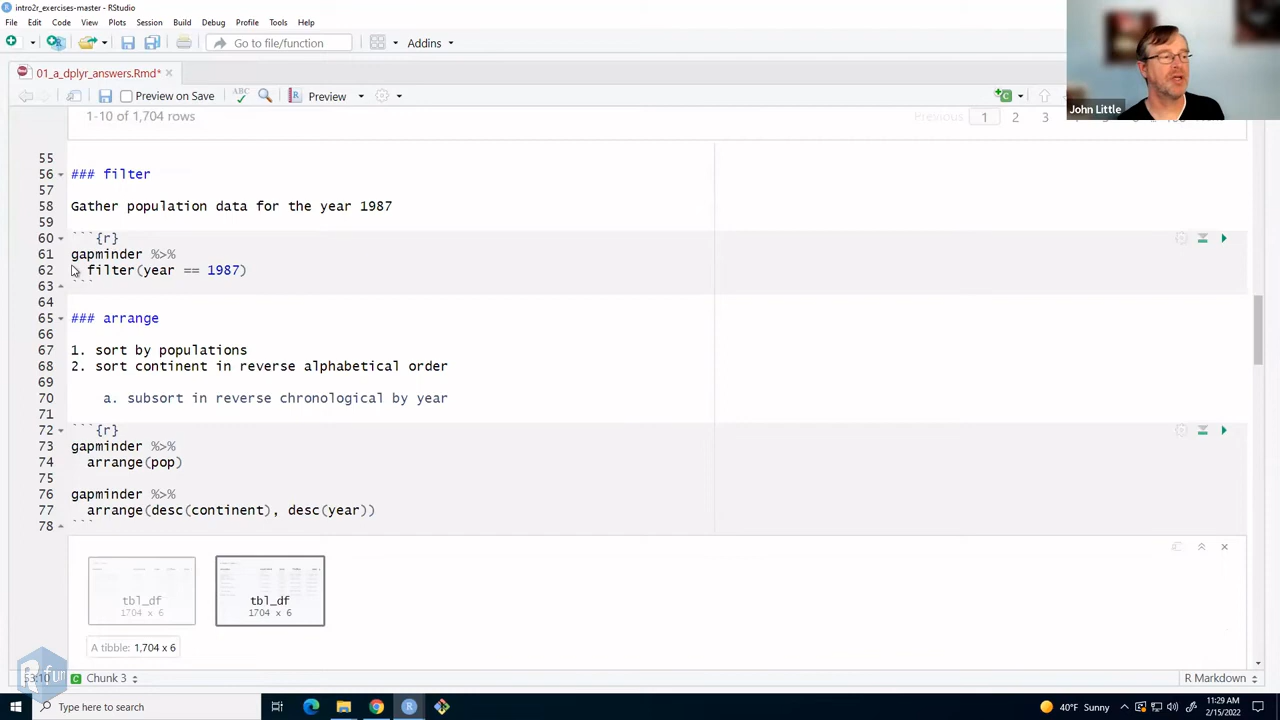 intro2r_exercises-master - RStudio
File Edit Code View Plots Session Build Debug Profile Tools Help
Go to file/function Addins
01_a_dplyr_answers.Rmd*
Preview on Save ABC Preview
John Little
1-10 of 1,704 rows Previous 1 2 3
55
56 ### filter
57
58 Gather population data for the year 1987
59
60 ```{r}
61 gapminder %>%
62 filter(year == 1987)
63 ```
64
65 ### arrange
66
67 1. sort by populations
68 2. sort continent in reverse alphabetical order
69
70 a. subsort in reverse chronological by year
71
72 ```{r}
73 gapminder %>%
74 arrange(pop)
75
76 gapminder %>%
77 arrange(desc(continent), desc(year))
78 ```
tbl_df
1704 x 6
tbl_df
1704 x 6
A tibble: 1,704 x 6
R fun
53:10 Chunk 3 R Markdown
Type here to search
40°F Sunny
11:29 AM
2/15/2022